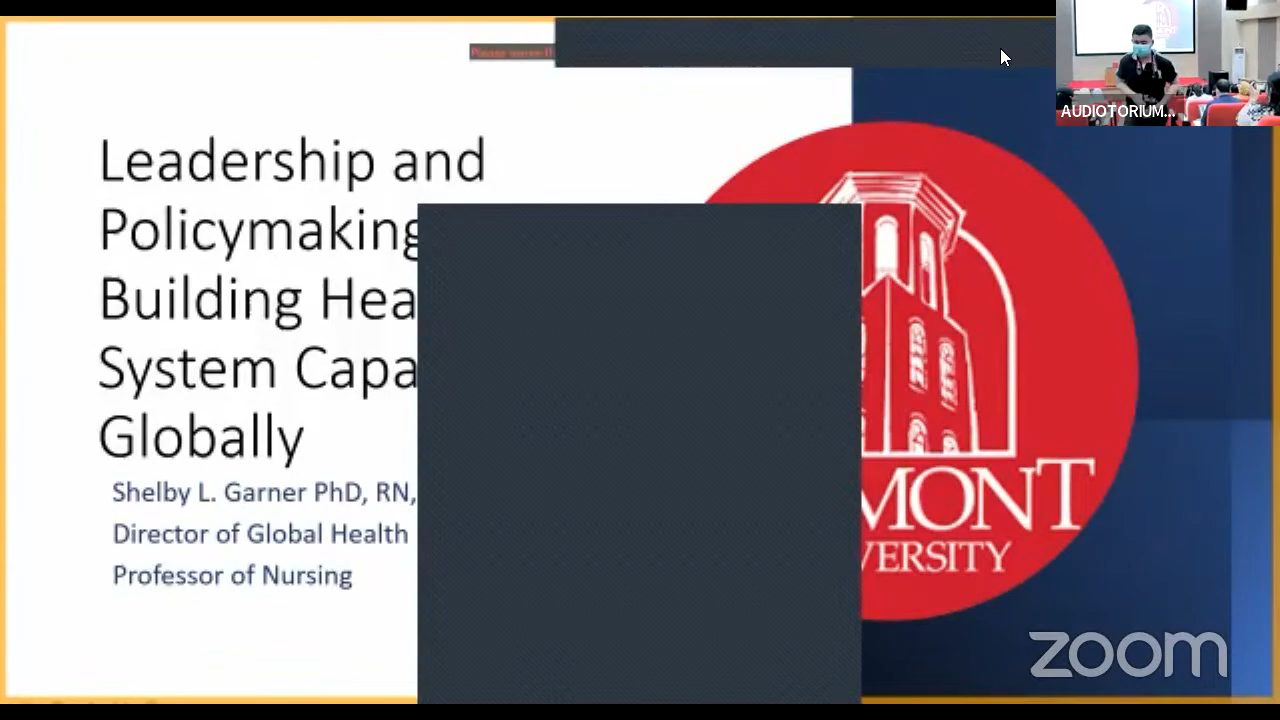 AUDIOTORIUM...
Leadership and
Policymaking
Building Hea
System Capa
Globally
Shelby L. Garner PhD, RN,
Director of Global Health
Professor of Nursing
MONT
VERSITY
zoom